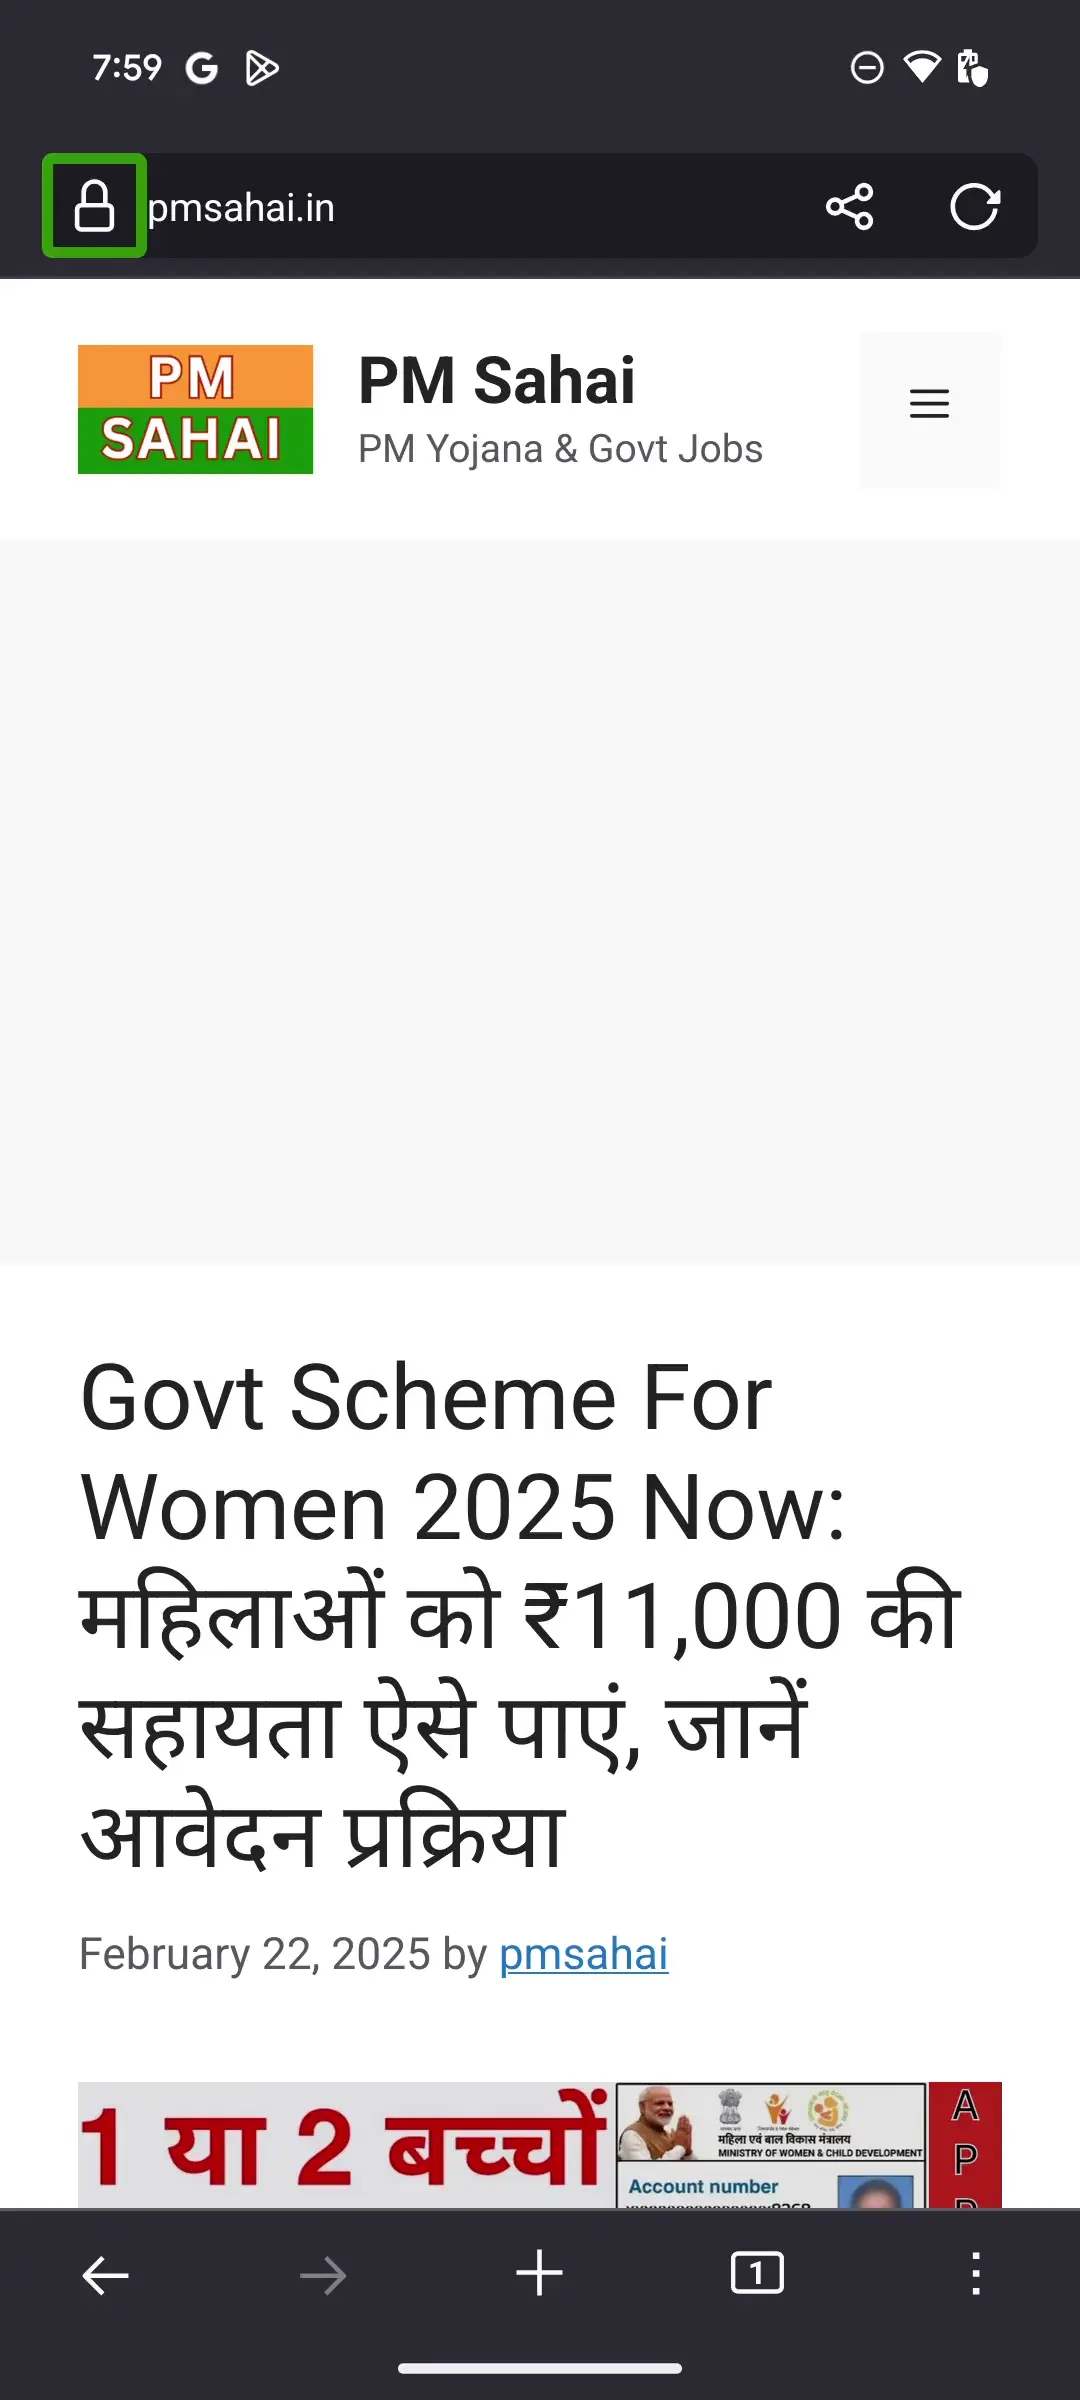 7:59
pmsahai.in
PM
SAHAI
PM Sahai
PM Yojana & Govt Jobs
Govt Scheme For
Women 2025 Now:
महिलाओं को ₹11,000 की
सहायता ऐसे पाएं, जानें
आवेदन प्रक्रिया
February 22, 2025 by pmsahai
1 या 2 बच्चों
महिला एवं बाल विकास मंत्रालय
MINISTRY OF WOMEN & CHILD DEVELOPMENT
Account number
A
P
1